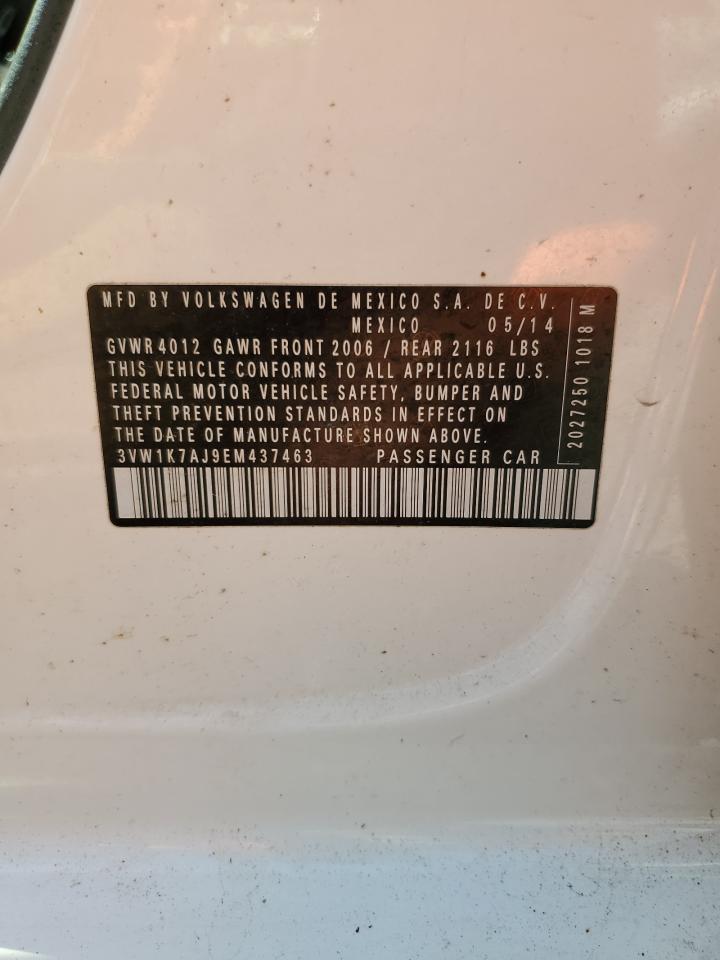 MFD BY VOLKSWAGEN DE MEXICO S.A. DE C.V.
MEXICO 05/14
GVWR 4012 GAWR FRONT 2006 / REAR 2116 LBS
THIS VEHICLE CONFORMS TO ALL APPLICABLE U.S.
FEDERAL MOTOR VEHICLE SAFETY, BUMPER AND
THEFT PREVENTION STANDARDS IN EFFECT ON
THE DATE OF MANUFACTURE SHOWN ABOVE.
3VW1K7AJ9EM437463 PASSENGER CAR
2027250 1018 M